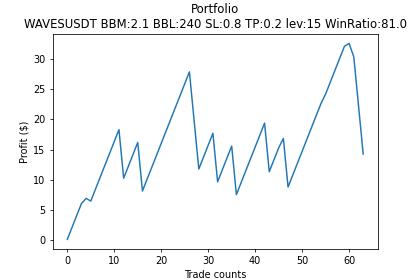 Portfolio
WAVESUSDT BBM:2.1 BBL:240 SL:0.8 TP:0.2 lev:15 WinRatio:81.0
Profit ($)
30
25
20
15
10
5
0
0 10 20 30 40 50 60
Trade counts